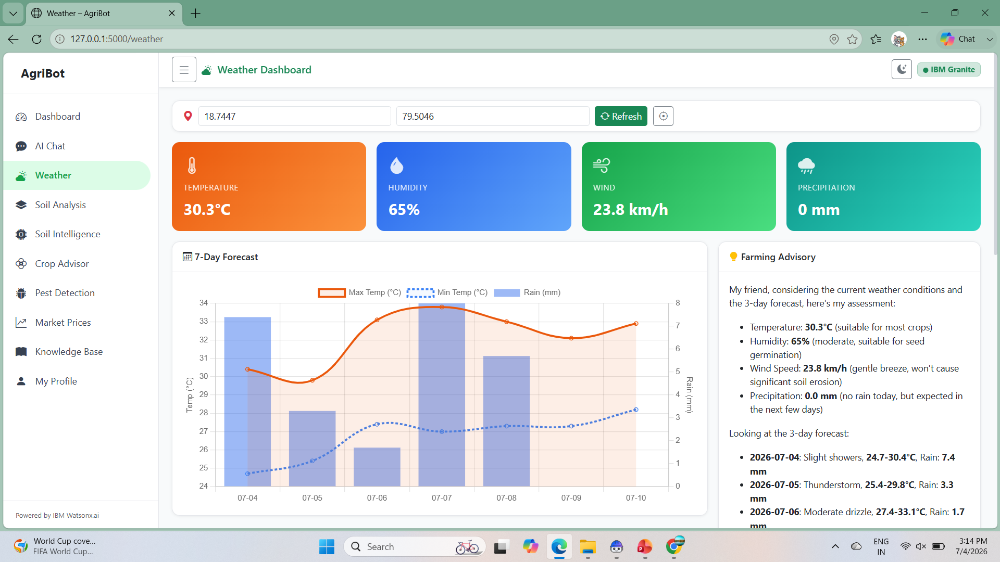 Weather – AgriBot
127.0.0.1:5000/weather
Chat
AgriBot
Weather Dashboard
IBM Granite
Dashboard
AI Chat
Weather
Soil Analysis
Soil Intelligence
Crop Advisor
Pest Detection
Market Prices
Knowledge Base
My Profile
Powered by IBM Watsonx.ai
18.7447
79.5046
Refresh
TEMPERATURE
30.3°C
HUMIDITY
65%
WIND
23.8 km/h
PRECIPITATION
0 mm
7-Day Forecast
Max Temp (°C)
Min Temp (°C)
Rain (mm)
Temp (°C)
34
33
32
31
30
29
28
27
26
25
24
8
7
6
5
4
3
2
1
0
Rain (mm)
07-04
07-05
07-06
07-07
07-08
07-09
07-10
Farming Advisory
My friend, considering the current weather conditions and
the 3-day forecast, here's my assessment:
• Temperature: 30.3°C (suitable for most crops)
• Humidity: 65% (moderate, suitable for seed
germination)
• Wind Speed: 23.8 km/h (gentle breeze, won't cause
significant soil erosion)
• Precipitation: 0.0 mm (no rain today, but expected in
the next few days)
Looking at the 3-day forecast:
• 2026-07-04: Slight showers, 24.7-30.4°C, Rain: 7.4
mm
• 2026-07-05: Thunderstorm, 25.4-29.8°C, Rain: 3.3
mm
• 2026-07-06: Moderate drizzle, 27.4-33.1°C, Rain: 1.7
mm
World Cup cove...
FIFA World Cup...
Search
ENG
IN
3:14 PM
7/4/2026